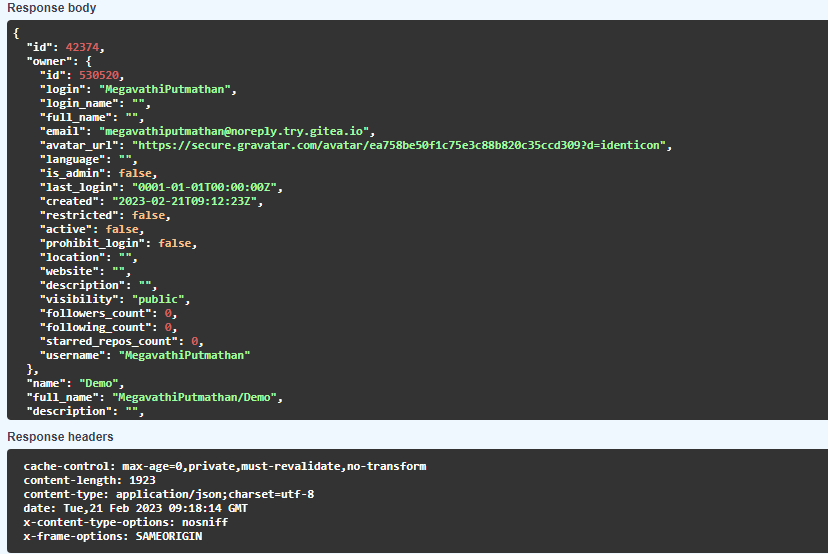 Response body
{
"id": 42374,
"owner": {
"id": 530520,
"login": "MegavathiPutmathan",
"login_name": "",
"full_name": "",
"email": "megavathiputmathan@noreply.try.gitea.io",
"avatar_url": "https://secure.gravatar.com/avatar/ea758be50f1c75e3c88b820c35ccd309?d=identicon",
"language": "",
"is_admin": false,
"last_login": "0001-01-01T00:00:00Z",
"created": "2023-02-21T09:12:23Z",
"restricted": false,
"active": false,
"prohibit_login": false,
"location": "",
"website": "",
"description": "",
"visibility": "public",
"followers_count": 0,
"following_count": 0,
"starred_repos_count": 0,
"username": "MegavathiPutmathan"
},
"name": "Demo",
"full_name": "MegavathiPutmathan/Demo",
"description": "",
Response headers
cache-control: max-age=0,private,must-revalidate,no-transform
content-length: 1923
content-type: application/json;charset=utf-8
date: Tue,21 Feb 2023 09:18:14 GMT
x-content-type-options: nosniff
x-frame-options: SAMEORIGIN